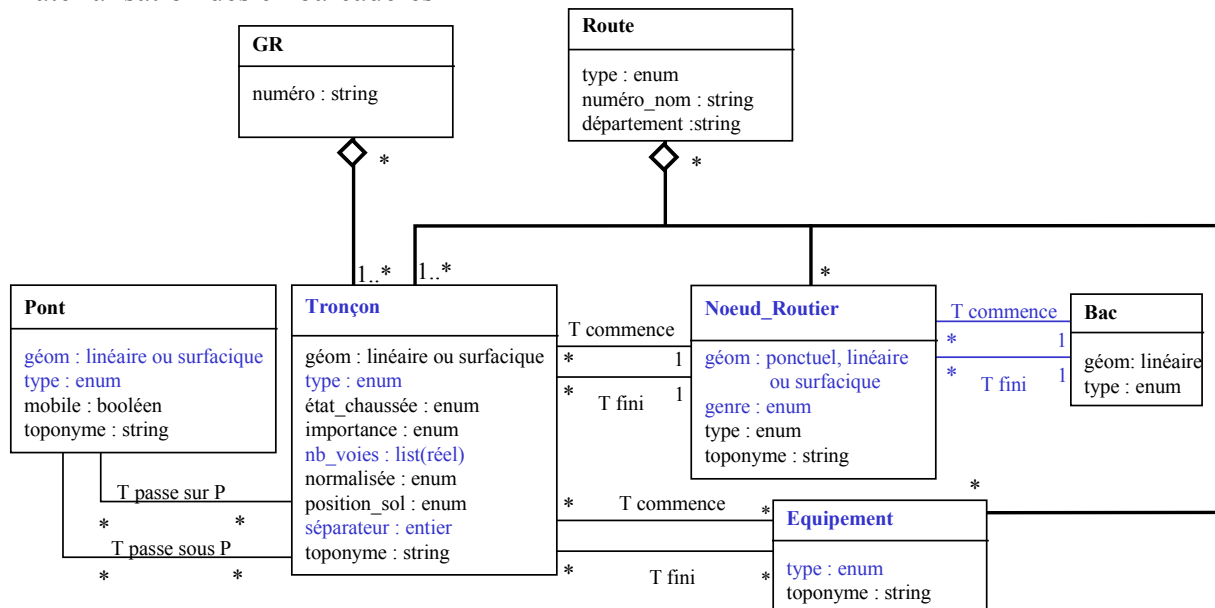 GR
numéro : string
*
Route
type : enum
numéro_nom : string
département :string
*
1..*
1..*
*
Pont
géom : linéaire ou surfacique
type : enum
mobile : booléen
toponyme : string
Tronçon
géom : linéaire ou surfacique
type : enum
état_chaussée : enum
importance : enum
nb_voies : list(réel)
normalisée : enum
position_sol : enum
séparateur : entier
toponyme : string
T commence
* 1
* 1
T fini
Noeud_Routier
géom : ponctuel, linéaire
ou surfacique
genre : enum
type : enum
toponyme : string
T commence
* 1
* 1
T fini
Bac
géom: linéaire
type : enum
T passe sur P
* *
T passe sous P
* *
* T commence *
* T fini *
*
Equipement
type : enum
toponyme : string